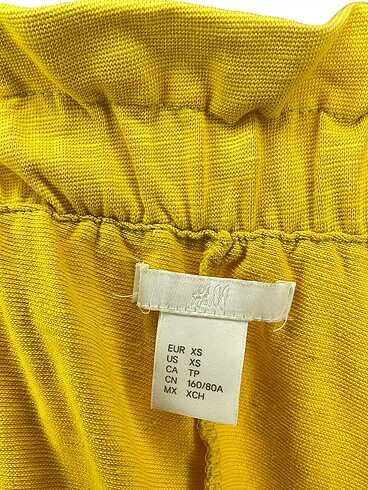 H&M
EUR XS
US XS
CA TP
CN 160/80A
MX XCH